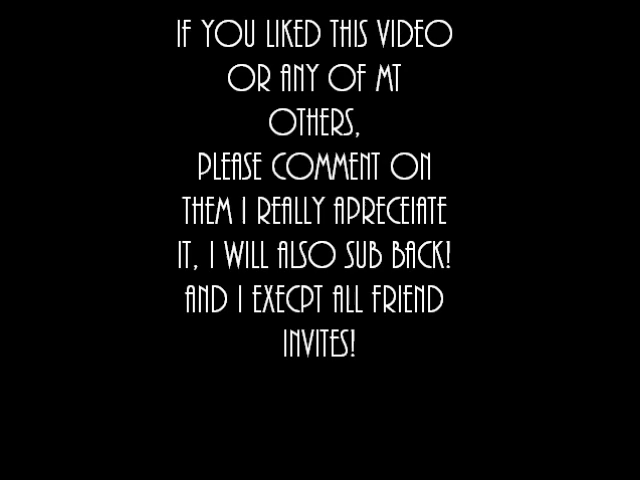 IF YOU LIKED THIS VIDEO
OR ANY OF MT
OTHERS,
PLEASE COMMENT ON
THEM I REALLY APRECEIATE
IT, I WILL ALSO SUB BACK!
AND I EXECPT ALL FRIEND
INVITES!